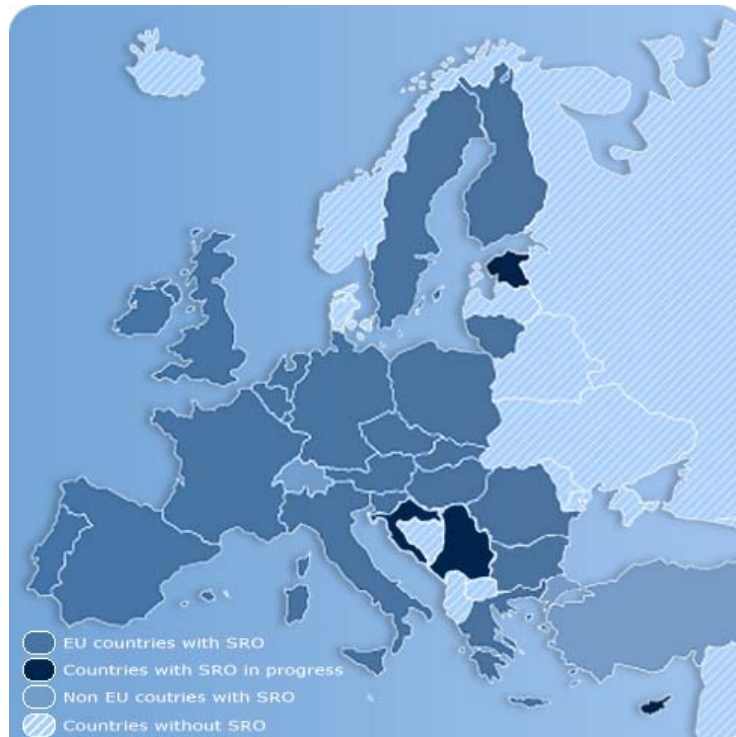 EU countries with SRO
Countries with SRO in progress
Non EU coutries with SRO
Countries without SRO